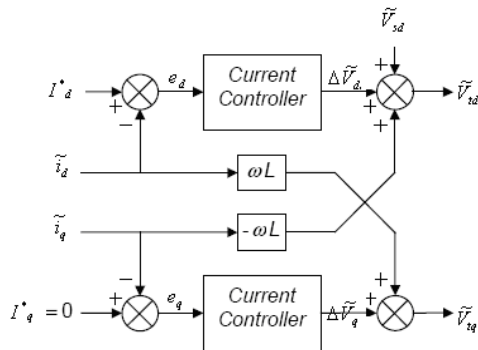 Ṽsd
+
I*d
+
−
ed
Current Controller
ΔṼd
+
+
Ṽtd
ĩd
ωL
ĩq
- ωL
−
I*q = 0
+
eq
Current Controller
ΔṼq
+
+
Ṽtq